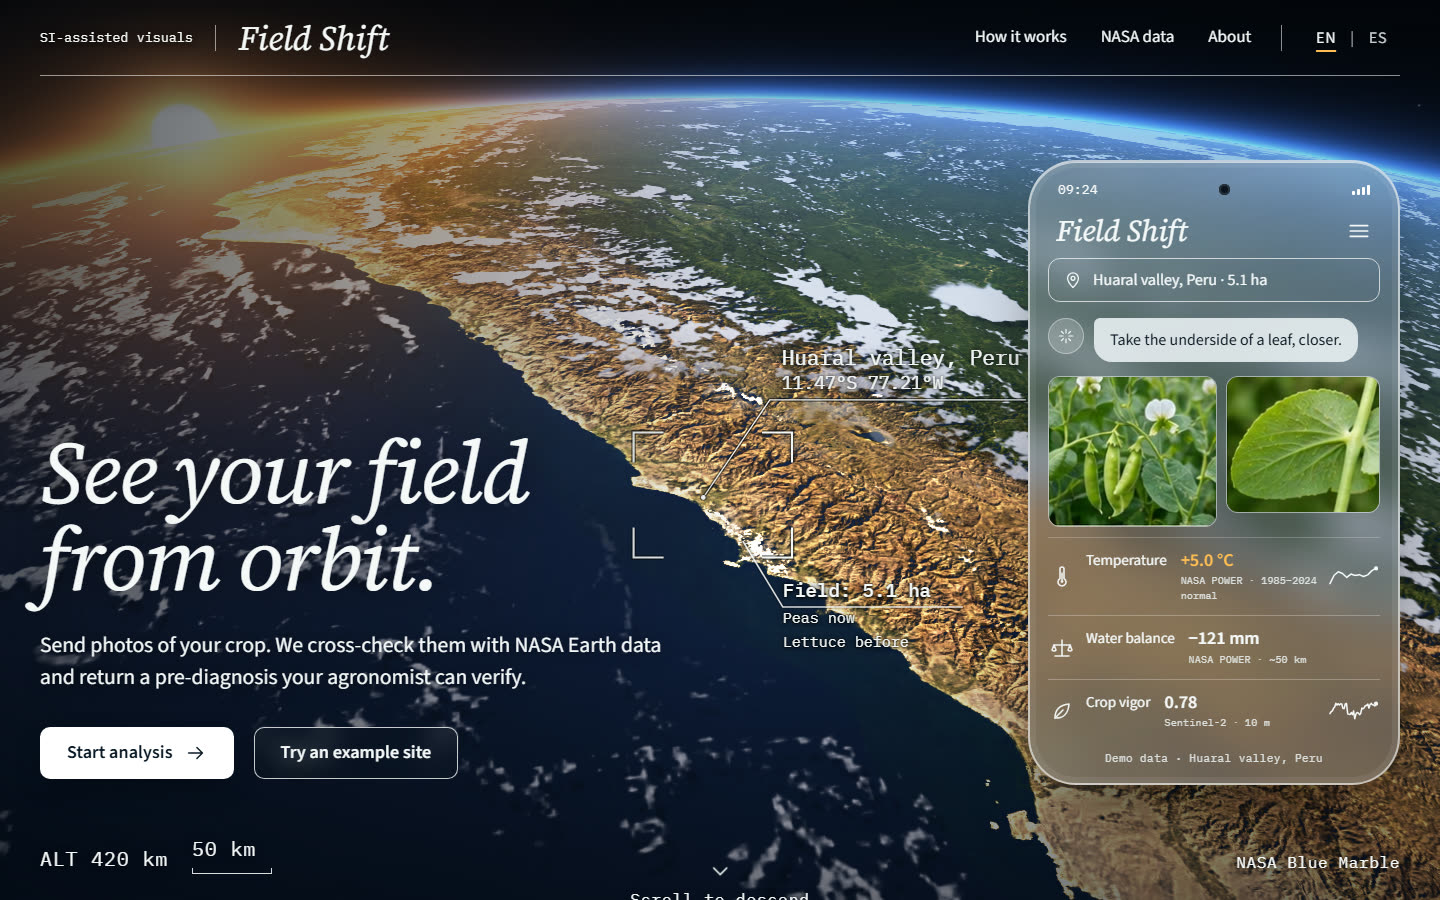 SI-assisted visuals
Field Shift
How it works
NASA data
About
EN | ES
09:24
Field Shift
Huaral valley, Peru · 5.1 ha
Take the underside of a leaf, closer.
Huaral valley, Peru
11.47°S 77.21°W
Field: 5.1 ha
Peas now
Lettuce before
See your field
from orbit.
Send photos of your crop. We cross-check them with NASA Earth data
and return a pre-diagnosis your agronomist can verify.
Start analysis
Try an example site
Temperature +5.0 °C
NASA POWER · 1985–2024
normal
Water balance −121 mm
NASA POWER · ~50 km
Crop vigor 0.78
Sentinel-2 · 10 m
Demo data · Huaral valley, Peru
ALT 420 km
50 km
Scroll to descend
NASA Blue Marble